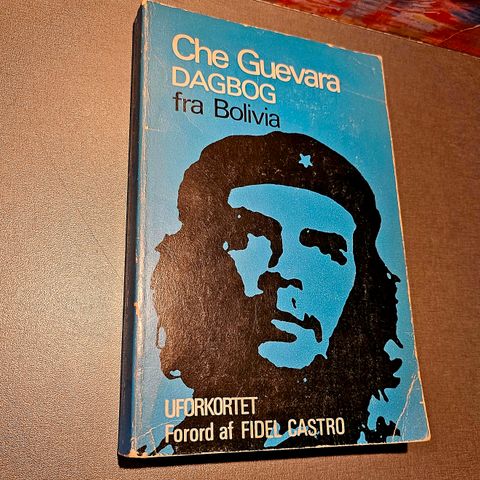 Che Guevara
DAGBOG
fra Bolivia
UFORKORTET
Forord af FIDEL CASTRO